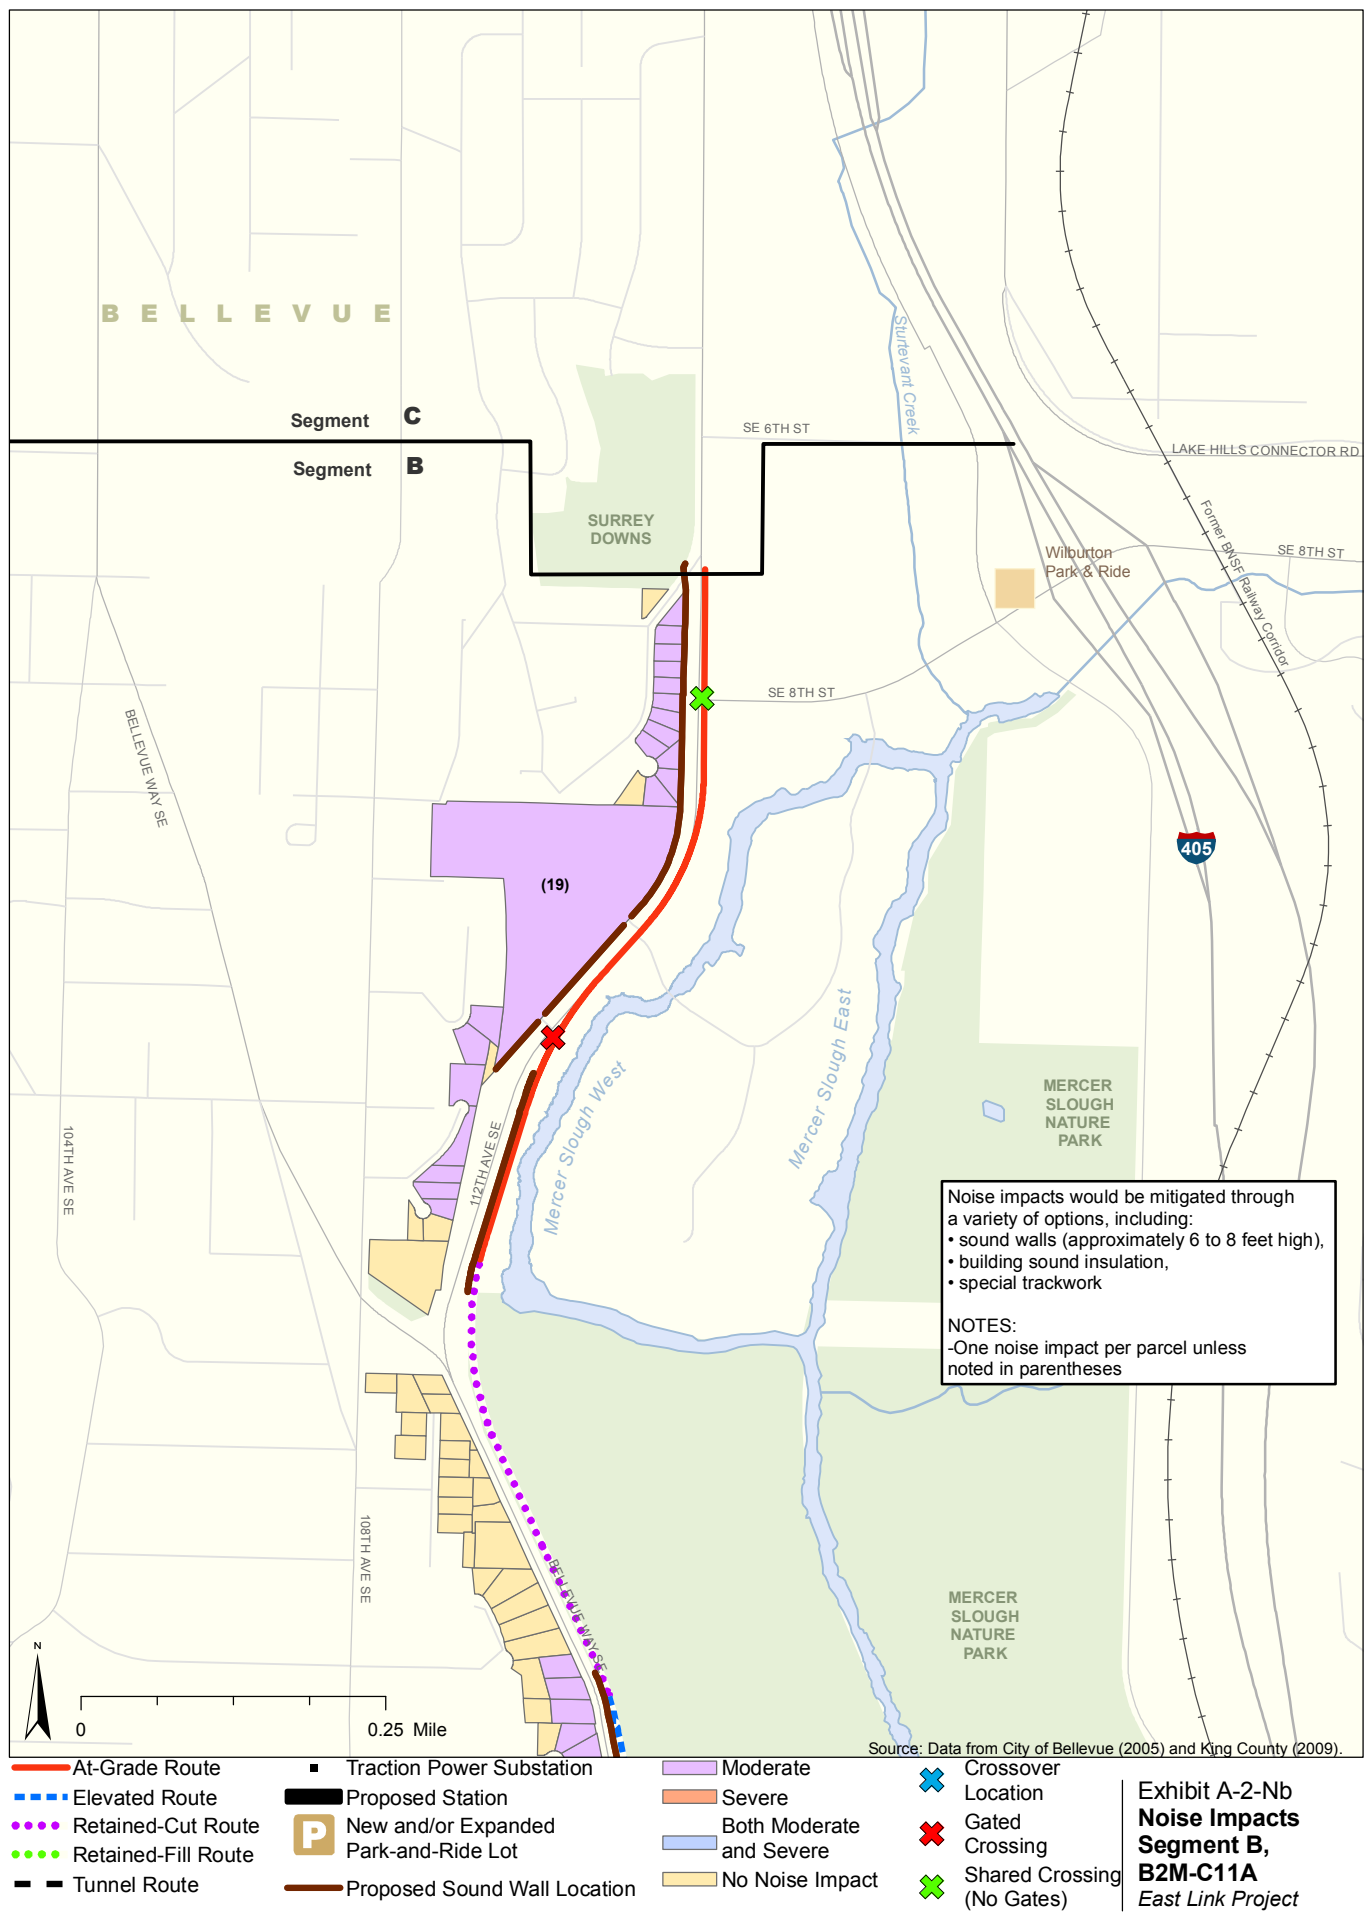 BELLEVUE
Sturtevant Creek
Segment C
SE 6TH ST
LAKE HILLS CONNECTOR RD
Segment B
SURREY
DOWNS
Former BNSF Railway Corridor
SE 8TH ST
Wilburton
Park & Ride
SE 8TH ST
BELLEVUE WAY SE
405
(19)
Mercer Slough West
Mercer Slough East
MERCER
SLOUGH
NATURE
PARK
104TH AVE SE
112TH AVE SE
Noise impacts would be mitigated through
a variety of options, including:
• sound walls (approximately 6 to 8 feet high),
• building sound insulation,
• special trackwork
NOTES:
-One noise impact per parcel unless
noted in parentheses
108TH AVE SE
BELLEVUE WAY SE
MERCER
SLOUGH
NATURE
PARK
N
0 0.25 Mile
Source: Data from City of Bellevue (2005) and King County (2009).
At-Grade Route
Elevated Route
Retained-Cut Route
Retained-Fill Route
Tunnel Route
Traction Power Substation
Proposed Station
P
New and/or Expanded
Park-and-Ride Lot
Proposed Sound Wall Location
Moderate
Severe
Both Moderate
and Severe
No Noise Impact
Crossover
Location
Gated
Crossing
Shared Crossing
(No Gates)
Exhibit A-2-Nb
Noise Impacts
Segment B,
B2M-C11A
East Link Project